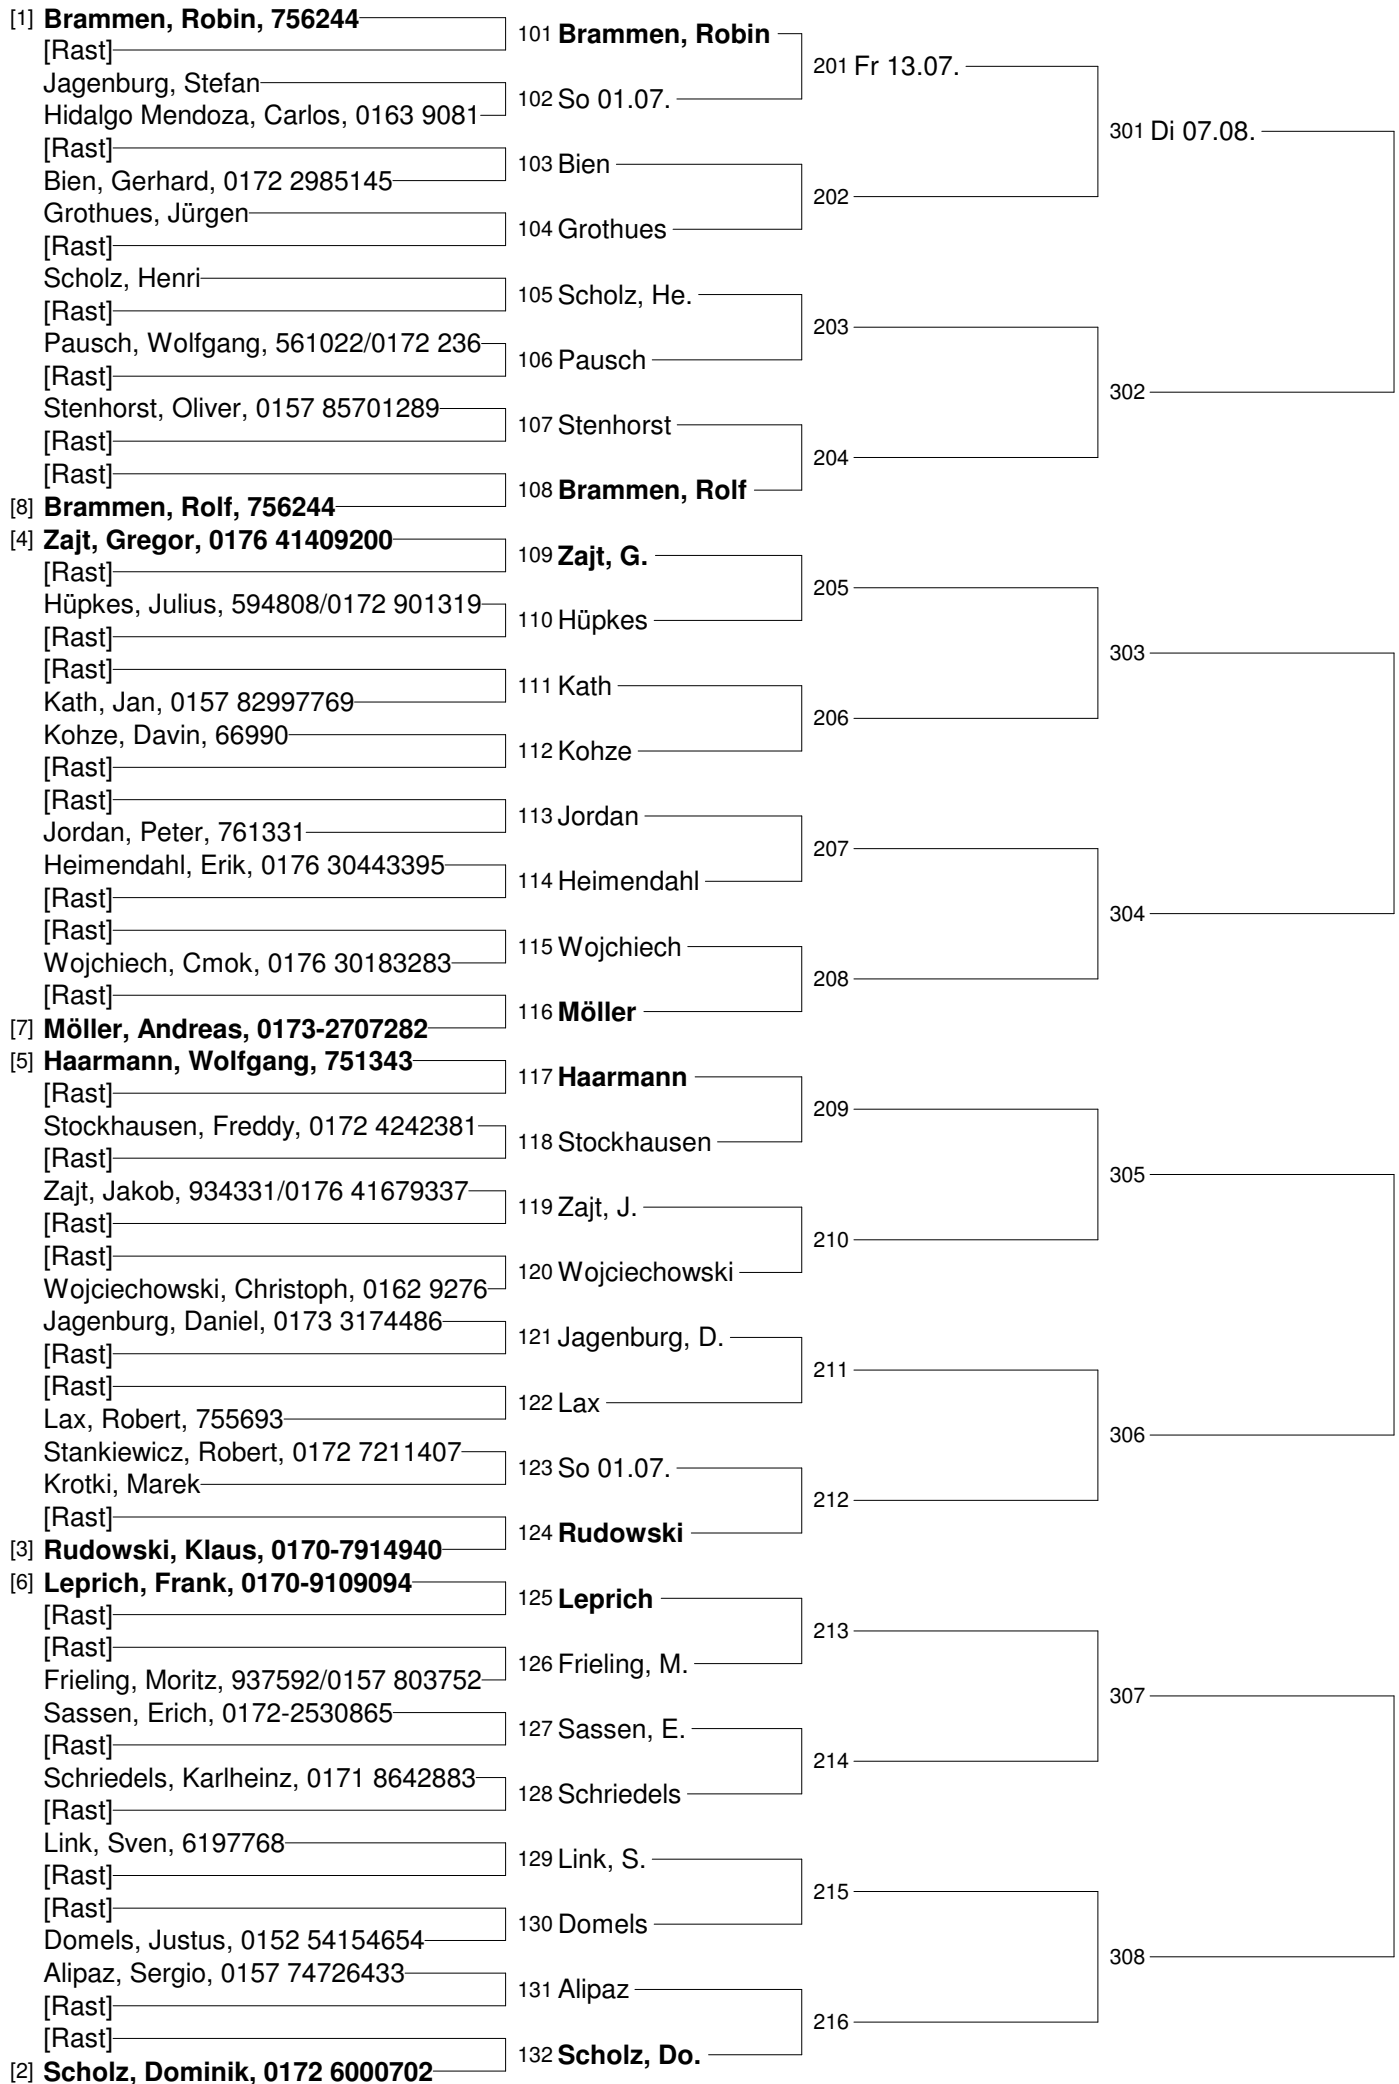 [1] Brammen, Robin, 756244
[Rast]
Jagenburg, Stefan
Hidalgo Mendoza, Carlos, 0163 9081
[Rast]
Bien, Gerhard, 0172 2985145
Grothues, Jürgen
[Rast]
Scholz, Henri
[Rast]
Pausch, Wolfgang, 561022/0172 236
[Rast]
Stenhorst, Oliver, 0157 85701289
[Rast]
[Rast]
[8] Brammen, Rolf, 756244
[4] Zajt, Gregor, 0176 41409200
[Rast]
Hüpkes, Julius, 594808/0172 901319
[Rast]
[Rast]
Kath, Jan, 0157 82997769
Kohze, Davin, 66990
[Rast]
[Rast]
Jordan, Peter, 761331
Heimendahl, Erik, 0176 30443395
[Rast]
[Rast]
Wojchiech, Cmok, 0176 30183283
[Rast]
[7] Möller, Andreas, 0173-2707282
[5] Haarmann, Wolfgang, 751343
[Rast]
Stockhausen, Freddy, 0172 4242381
[Rast]
Zajt, Jakob, 934331/0176 41679337
[Rast]
[Rast]
Wojciechowski, Christoph, 0162 9276
Jagenburg, Daniel, 0173 3174486
[Rast]
[Rast]
Lax, Robert, 755693
Stankiewicz, Robert, 0172 7211407
Krotki, Marek
[Rast]
[3] Rudowski, Klaus, 0170-7914940
[6] Leprich, Frank, 0170-9109094
[Rast]
[Rast]
Frieling, Moritz, 937592/0157 803752
Sassen, Erich, 0172-2530865
[Rast]
Schriedels, Karlheinz, 0171 8642883
[Rast]
Link, Sven, 6197768
[Rast]
[Rast]
Domels, Justus, 0152 54154654
Alipaz, Sergio, 0157 74726433
[Rast]
[Rast]
[2] Scholz, Dominik, 0172 6000702
101 Brammen, Robin
102 So 01.07.
103 Bien
104 Grothues
105 Scholz, He.
106 Pausch
107 Stenhorst
108 Brammen, Rolf
109 Zajt, G.
110 Hüpkes
111 Kath
112 Kohze
113 Jordan
114 Heimendahl
115 Wojchiech
116 Möller
117 Haarmann
118 Stockhausen
119 Zajt, J.
120 Wojciechowski
121 Jagenburg, D.
122 Lax
123 So 01.07.
124 Rudowski
125 Leprich
126 Frieling, M.
127 Sassen, E.
128 Schriedels
129 Link, S.
130 Domels
131 Alipaz
132 Scholz, Do.
201 Fr 13.07.
202
203
204
205
206
207
208
209
210
211
212
213
214
215
216
301 Di 07.08.
302
303
304
305
306
307
308